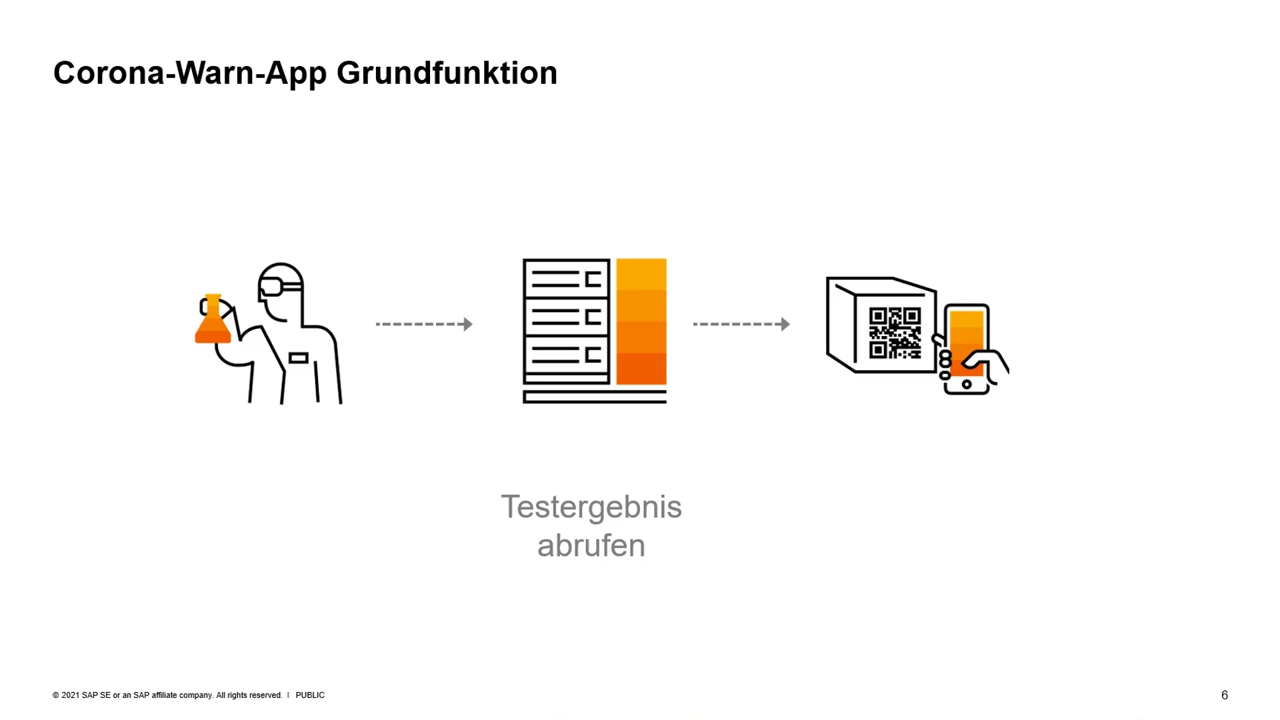 Corona-Warn-App Grundfunktion
Testergebnis
abrufen
© 2021 SAP SE or an SAP affiliate company. All rights reserved. I PUBLIC
6